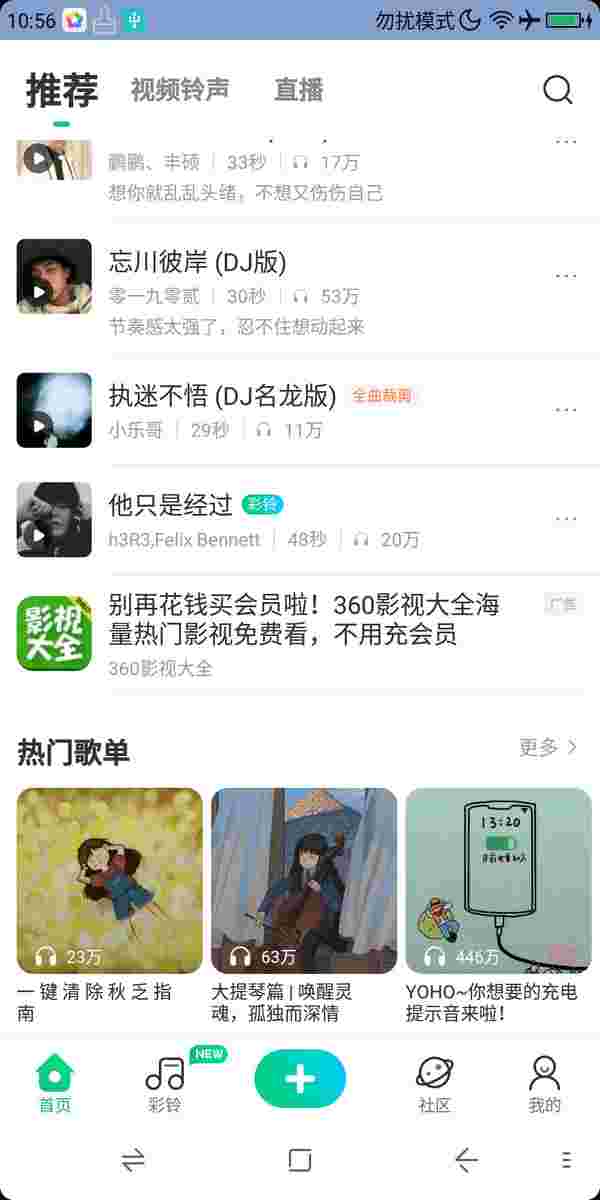 10:56
勿扰模式
推荐
视频铃声
直播
鹂鹏、丰硕 33秒 17万
想你就乱乱头绪，不想又伤伤自己
忘川彼岸 (DJ版)
零一九零贰 30秒 53万
节奏感太强了，忍不住想动起来
执迷不悟 (DJ名龙版) 全曲裁剪
小乐哥 29秒 11万
他只是经过 彩铃
h3R3,Felix Bennett 48秒 20万
影视
大全
别再花钱买会员啦！360影视大全海
量热门影视免费看，不用充会员
广告
360影视大全
热门歌单
更多
23万
63万
13:20
446万
一键清除秋乏指
南
大提琴篇 | 唤醒灵
魂，孤独而深情
YOHO~你想要的充电
提示音来啦！
NEW
首页
彩铃
社区
我的